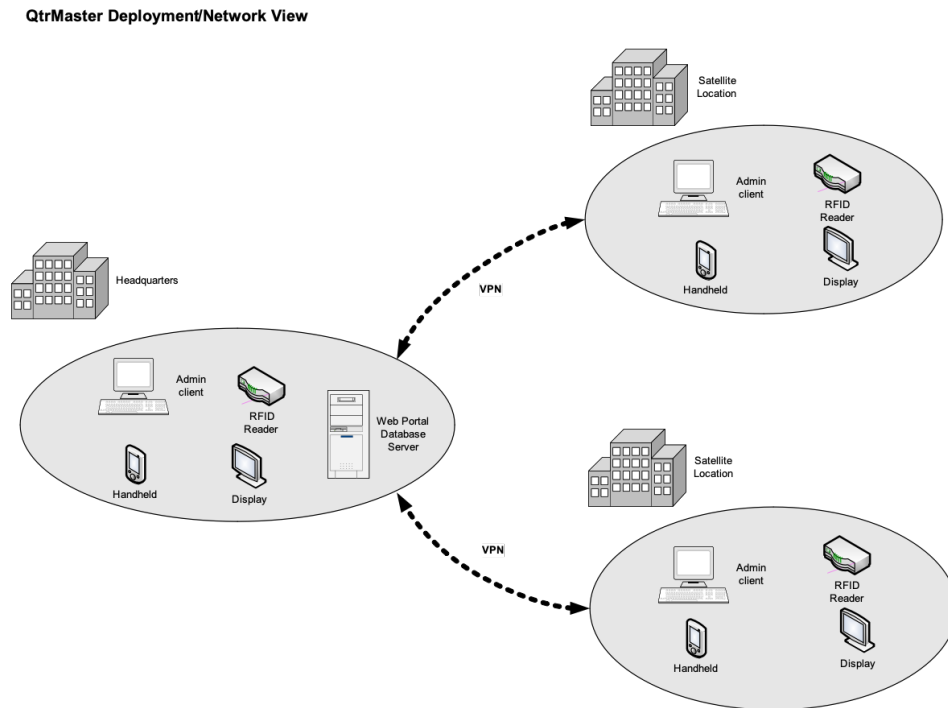 QtrMaster Deployment/Network View
Satellite
Location
Admin
client
RFID
Reader
Handheld
Display
VPN
Headquarters
Admin
client
RFID
Reader
Web Portal
Database
Server
Handheld
Display
VPN
Satellite
Location
Admin
client
RFID
Reader
Handheld
Display